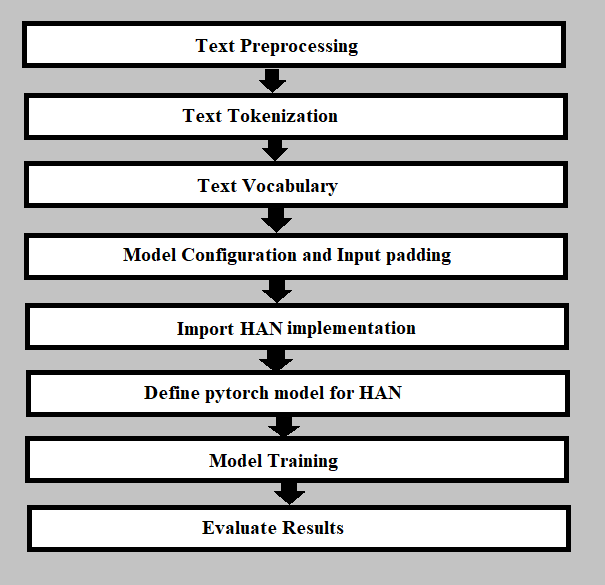 Text Preprocessing
Text Tokenization
Text Vocabulary
Model Configuration and Input padding
Import HAN implementation
Define pytorch model for HAN
Model Training
Evaluate Results